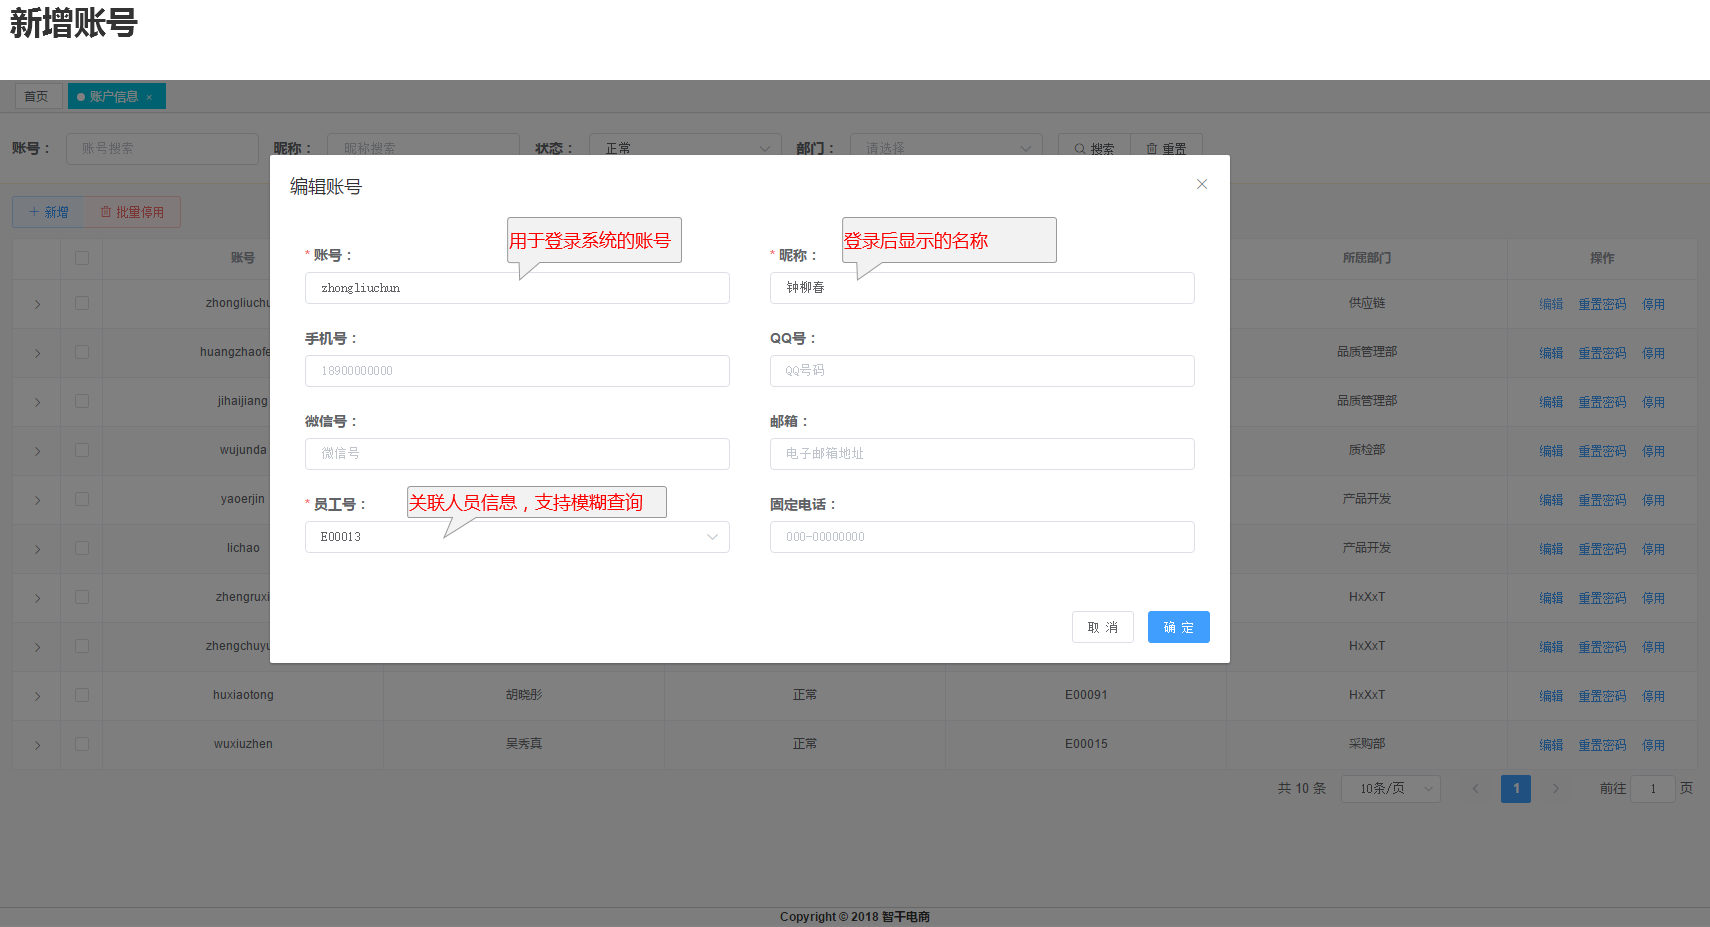 新增账号
首页 账户信息 ×
账号： 账号搜索 昵称： 昵称搜索 状态： 正常 部门： 请选择 搜索 重置
新增 批量停用
编辑账号
用于登录系统的账号 登录后显示的名称
* 账号： * 昵称：
zhongliuchun 钟柳春
手机号： QQ号：
18900000000 QQ号码
微信号： 邮箱：
微信号 电子邮箱地址
关联人员信息，支持模糊查询
* 员工号： 固定电话：
E00013 000-00000000
取 消 确 定
账号 所属部门 操作
zhongliuchu 供应链 编辑 重置密码 停用
huangzhaofe 品质管理部 编辑 重置密码 停用
jihaijiang 品质管理部 编辑 重置密码 停用
wujunda 质检部 编辑 重置密码 停用
yaoerjin 产品开发 编辑 重置密码 停用
lichao 产品开发 编辑 重置密码 停用
zhengruxi HxXxT 编辑 重置密码 停用
zhengchuyu HxXxT 编辑 重置密码 停用
huxiaotong 胡晓彤 正常 E00091 HxXxT 编辑 重置密码 停用
wuxiuzhen 吴秀真 正常 E00015 采购部 编辑 重置密码 停用
共 10 条 10条/页 1 前往 1 页
Copyright © 2018 智干电商